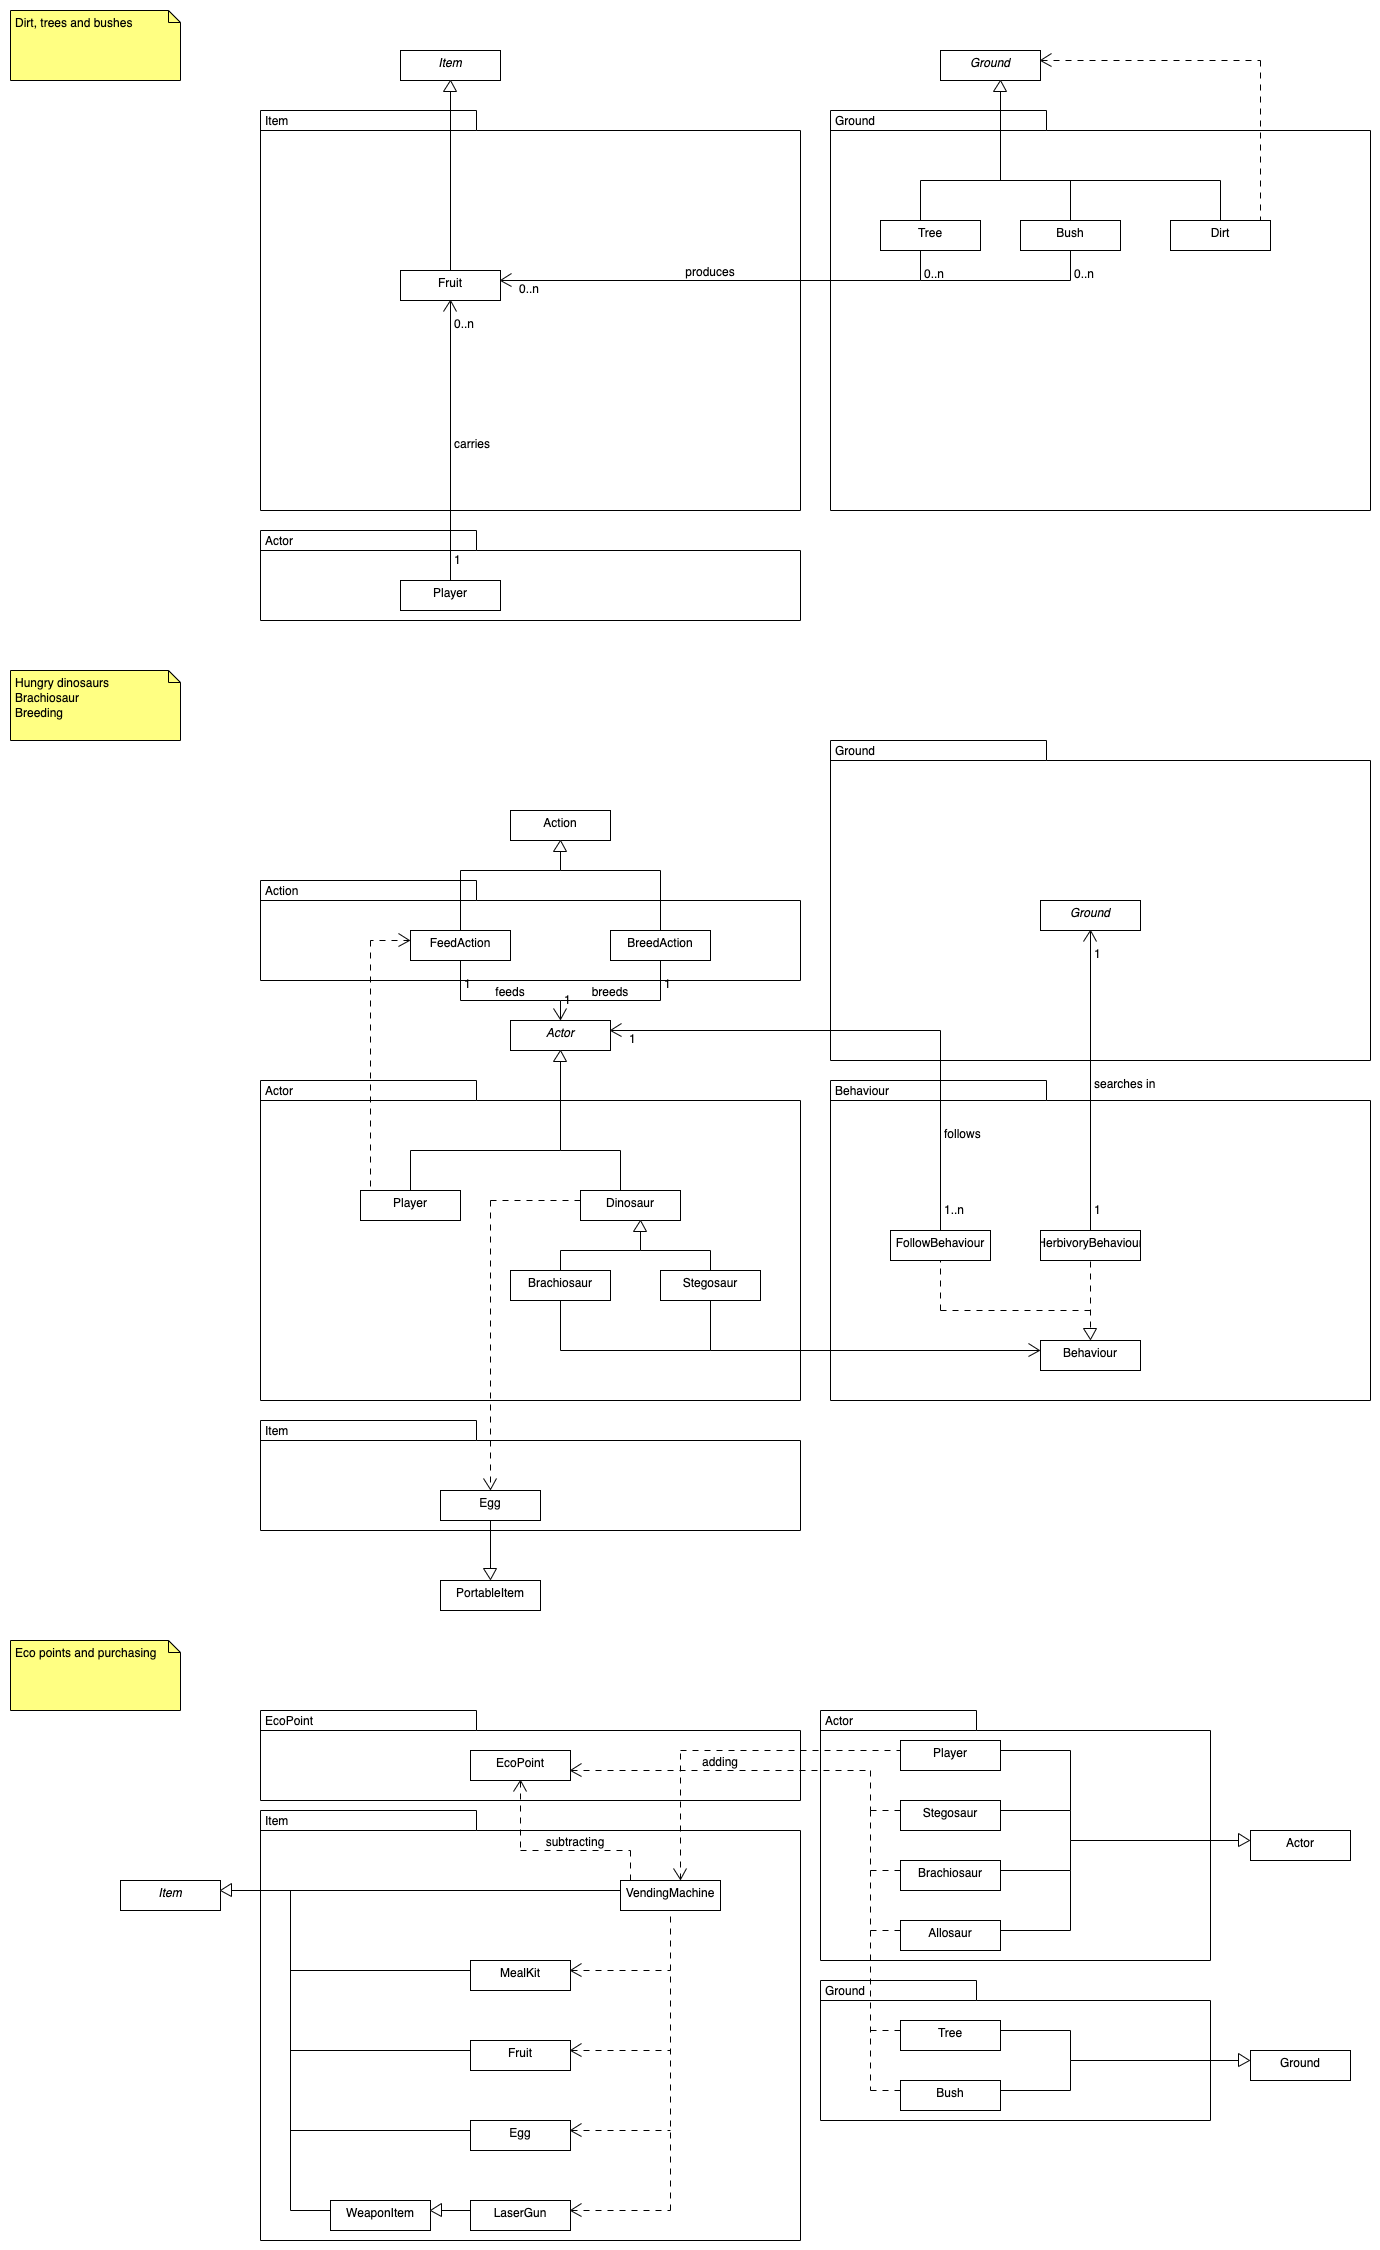 Dirt, trees and bushes
Item
Ground
Item
Ground
Tree
Bush
Dirt
produces
0..n
0..n
0..n
Fruit
0..n
carries
Actor
1
Player
Hungry dinosaurs
Brachiosaur
Breeding
Ground
Action
Action
Ground
FeedAction
BreedAction
1
1
1
feeds
breeds
1
Actor
1
Actor
searches in
Behaviour
follows
Player
Dinosaur
1..n
1
FollowBehaviour
HerbivoryBehaviour
Brachiosaur
Stegosaur
Behaviour
Item
Egg
PortableItem
Eco points and purchasing
EcoPoint
Actor
EcoPoint
adding
Player
Item
Stegosaur
subtracting
Actor
Brachiosaur
Item
VendingMachine
Allosaur
MealKit
Ground
Tree
Fruit
Ground
Bush
Egg
WeaponItem
LaserGun